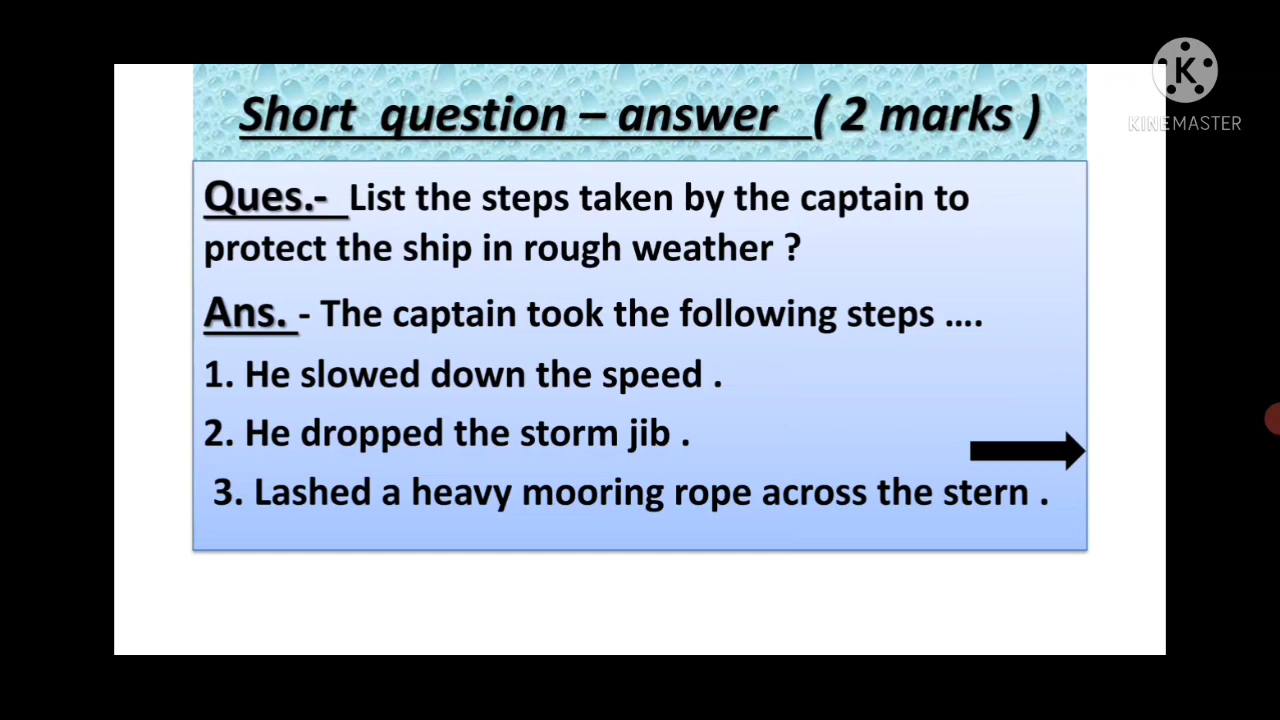 Short question – answer ( 2 marks )
Ques.- List the steps taken by the captain to
protect the ship in rough weather ?
Ans. - The captain took the following steps ....
1. He slowed down the speed .
2. He dropped the storm jib .
3. Lashed a heavy mooring rope across the stern .
K
KINEMASTER